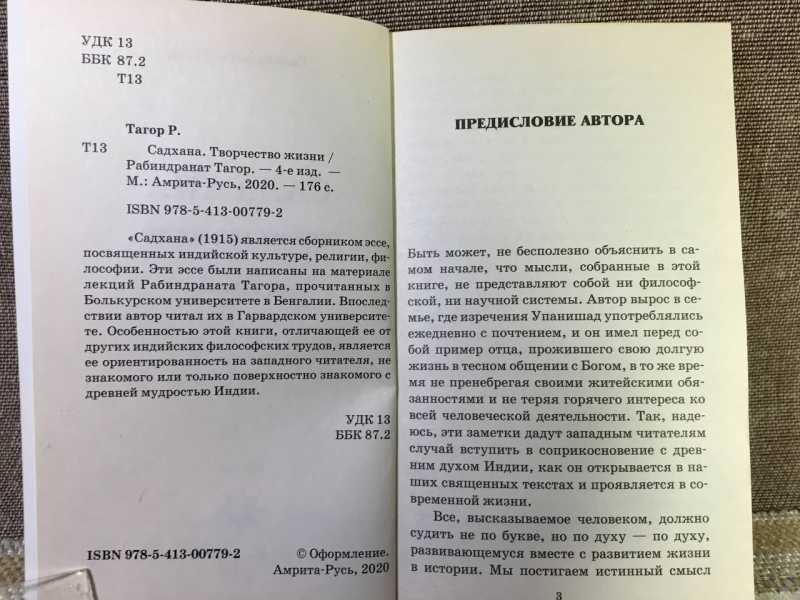 УДК 13
ББК 87.2
Т13
Тагор Р.
Т13 Садхана. Творчество жизни /
Рабиндранат Тагор. — 4-е изд. —
М.: Амрита-Русь, 2020. — 176 с.
ISBN 978-5-413-00779-2
«Садхана» (1915) является сборником эссе,
посвященных индийской культуре, религии, фи-
лософии. Эти эссе были написаны на материале
лекций Рабиндраната Тагора, прочитанных в
Болькурском университете в Бенгалии. Впослед-
ствии автор читал их в Гарвардском университе-
те. Особенностью этой книги, отличающей ее от
других индийских философских трудов, является
ее ориентированность на западного читателя, не
знакомого или только поверхностно знакомого с
древней мудростью Индии.
УДК 13
ББК 87.2
ISBN 978-5-413-00779-2
© Оформление.
Амрита-Русь, 2020
ПРЕДИСЛОВИЕ АВТОРА
Быть может, не бесполезно объяснить в са-
мом начале, что мысли, собранные в этой
книге, не представляют собой ни философ-
ской, ни научной системы. Автор вырос в се-
мье, где изречения Упанишад употреблялись
ежедневно с почтением, и он имел перед со-
бой пример отца, прожившего свою долгую
жизнь в тесном общении с Богом, в то же вре-
мя не пренебрегая своими житейскими обя-
занностями и не теряя горячего интереса ко
всей человеческой деятельности. Так, наде-
юсь, эти заметки дадут западным читателям
случай вступить в соприкосновение с древ-
ним духом Индии, как он открывается в на-
ших священных текстах и проявляется в со-
временной жизни.
Все, высказываемое человеком, должно
судить не по букве, но по духу — по духу,
развивающемуся вместе с развитием жизни
в истории. Мы постигаем истинный смысл
3